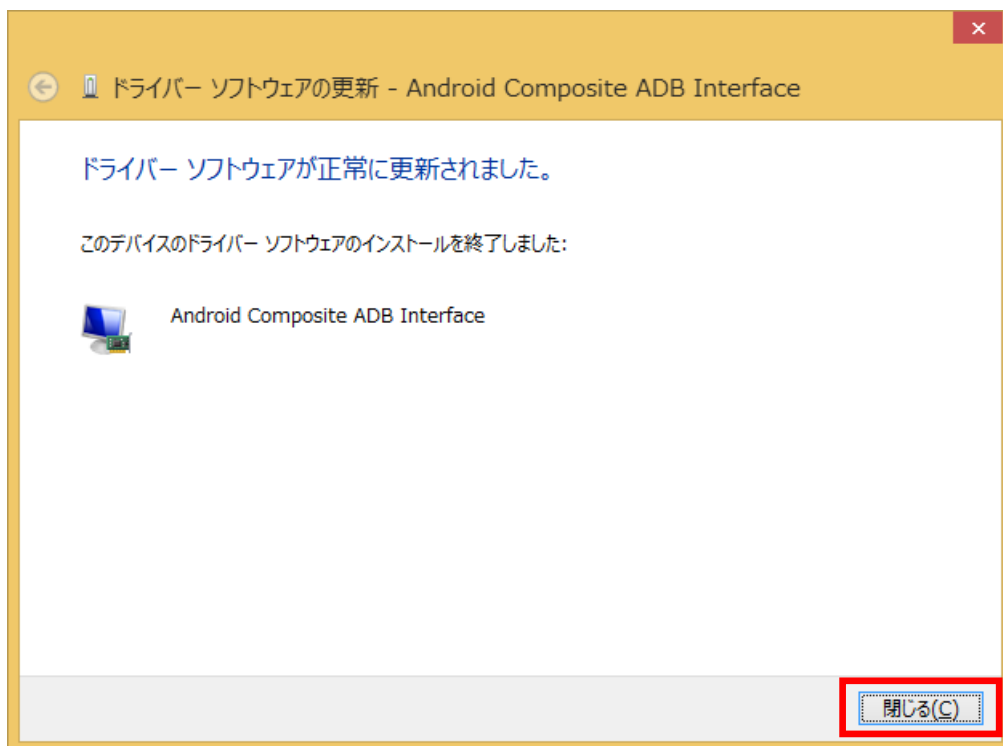 ドライバー ソフトウェアの更新 - Android Composite ADB Interface
ドライバー ソフトウェアが正常に更新されました。
このデバイスのドライバー ソフトウェアのインストールを終了しました:
Android Composite ADB Interface
閉じる(C)